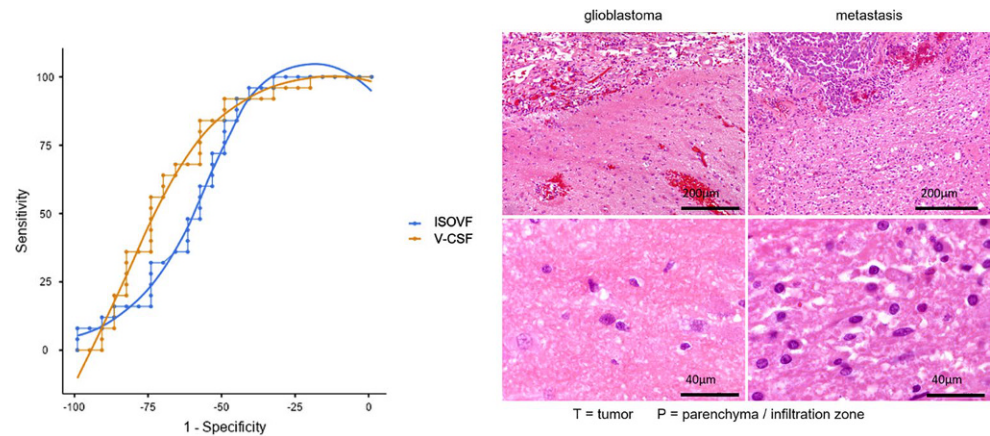 glioblastoma metastasis
100
75
50
25
0
Sensitivity
-100 -75 -50 -25 0
1 - Specificity
ISOVF
V-CSF
200µm 200µm
40µm 40µm
T = tumor P = parenchyma / infiltration zone